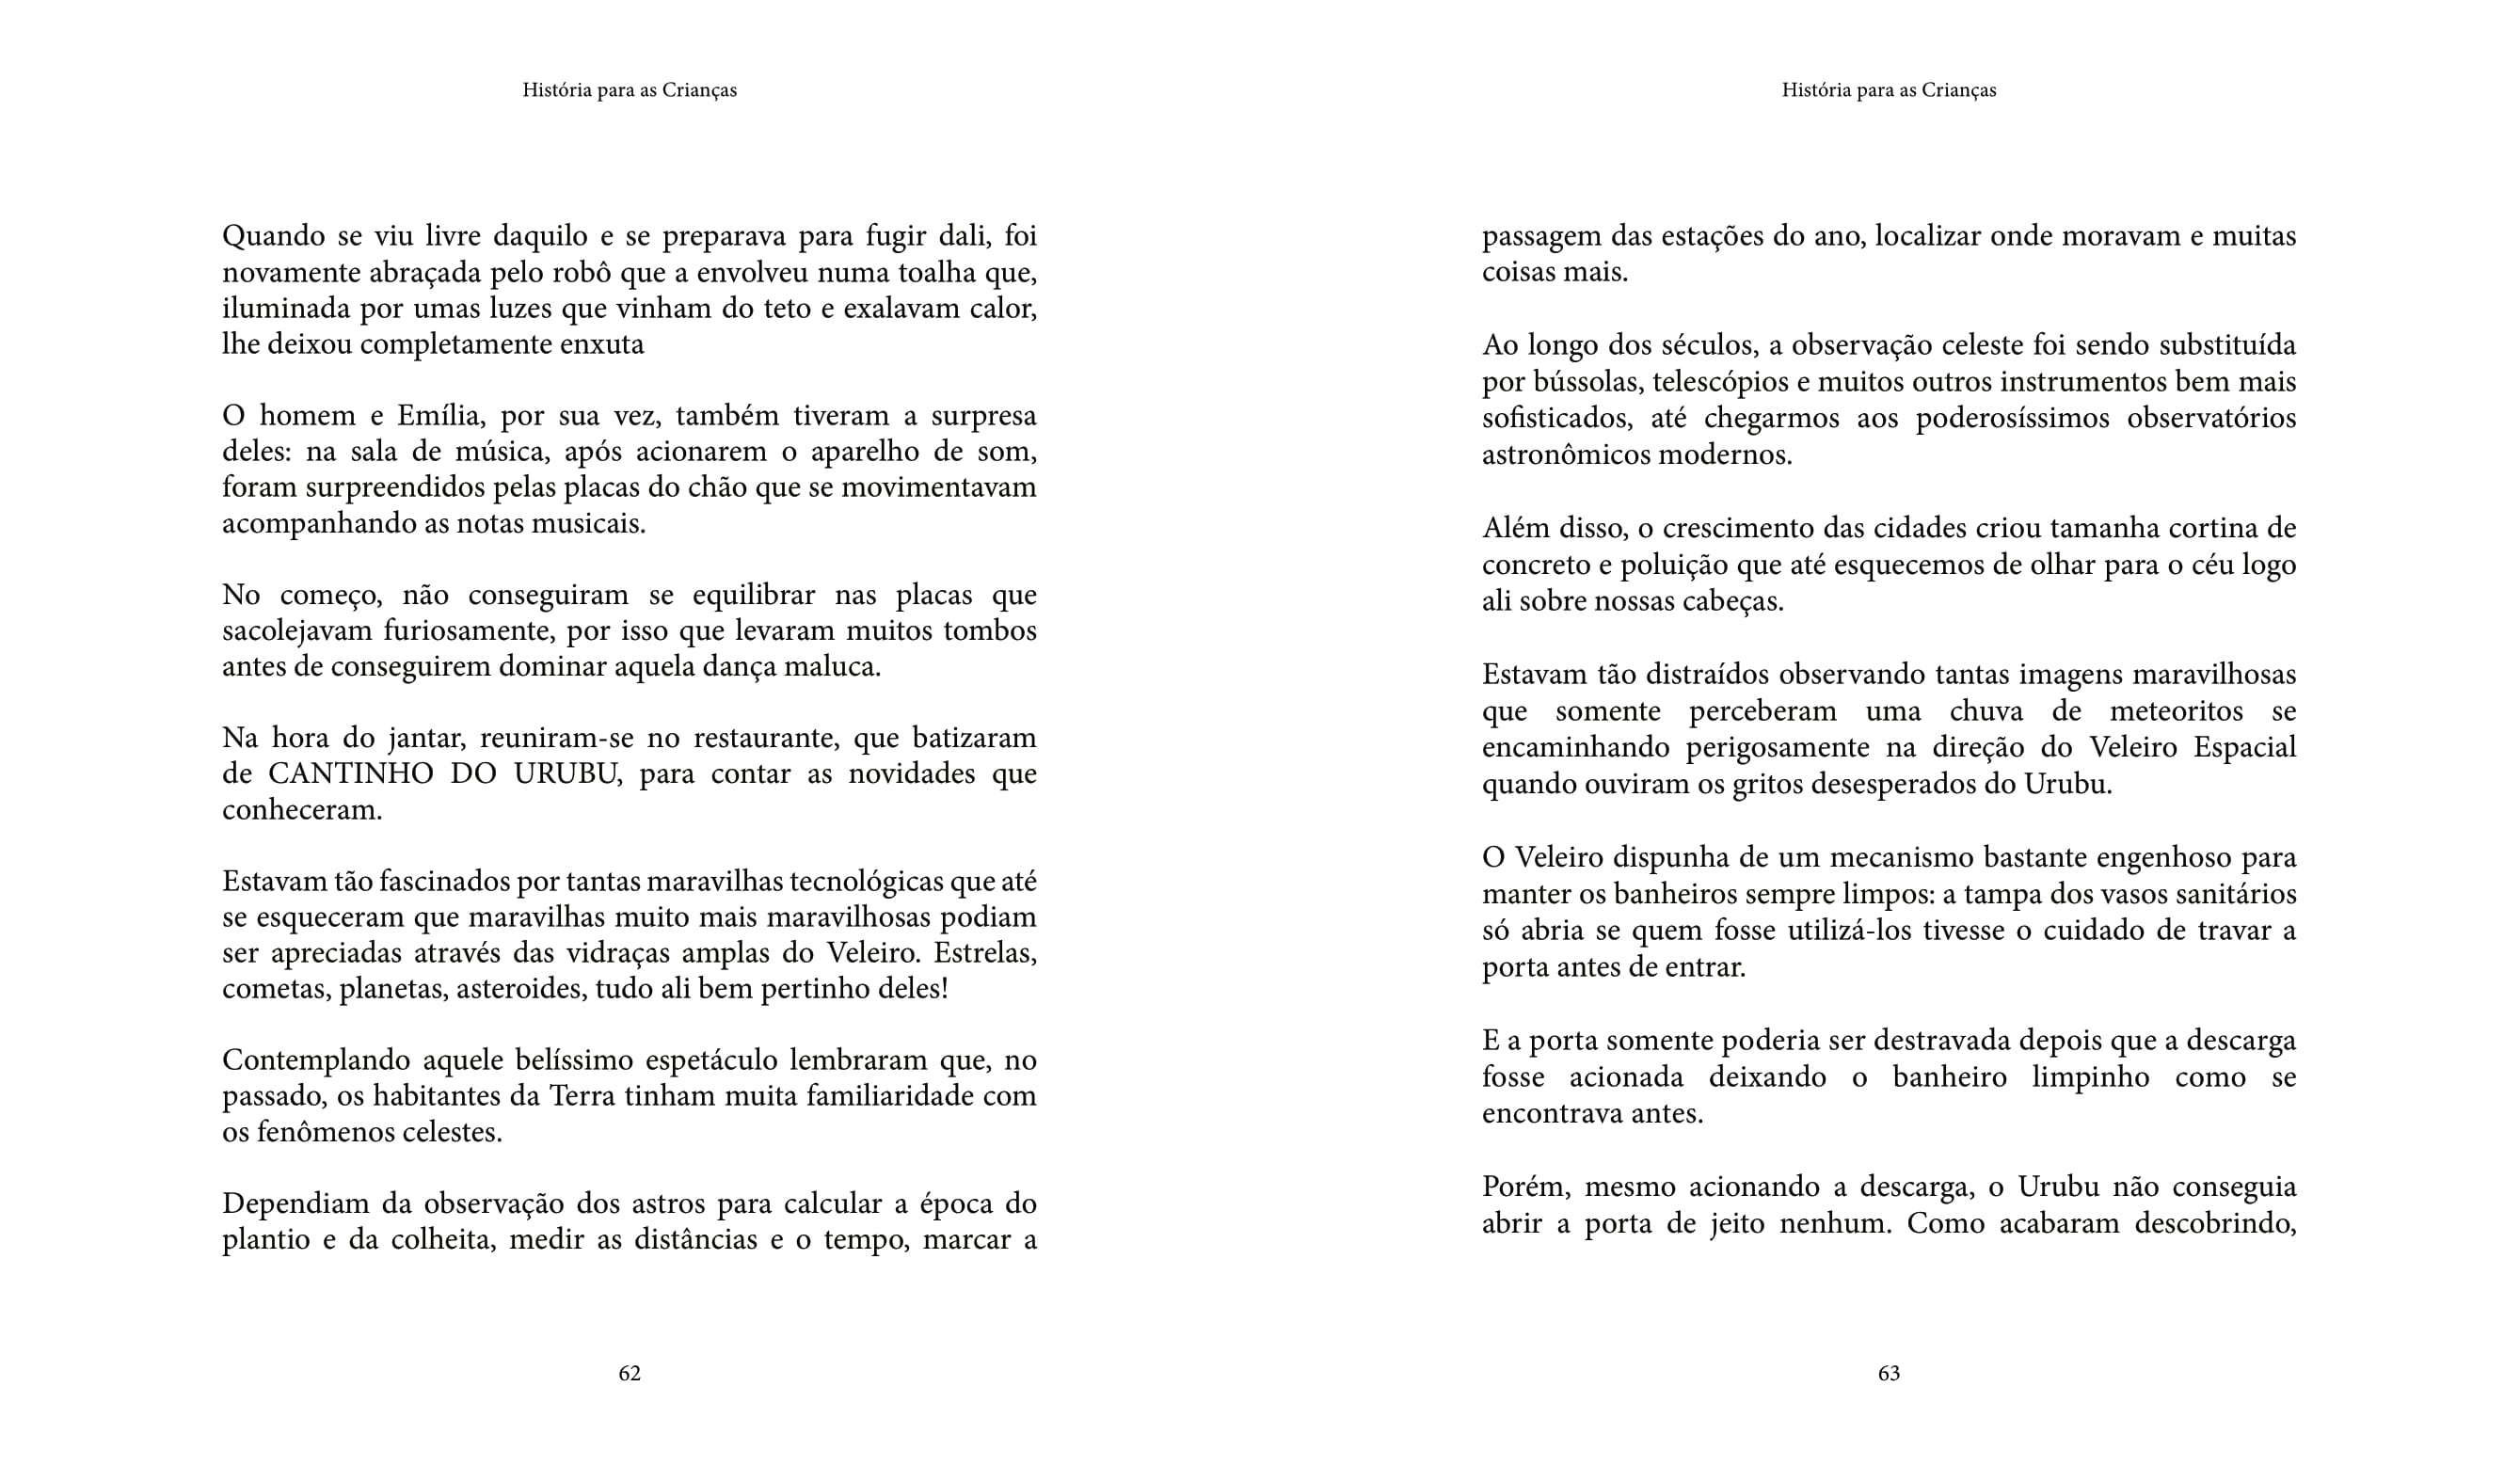 História para as Crianças
Quando se viu livre daquilo e se preparava para fugir dali, foi
novamente abraçada pelo robô que a envolveu numa toalha que,
iluminada por umas luzes que vinham do teto e exalavam calor,
lhe deixou completamente enxuta
O homem e Emília, por sua vez, também tiveram a surpresa
deles: na sala de música, após acionarem o aparelho de som,
foram surpreendidos pelas placas do chão que se movimentavam
acompanhando as notas musicais.
No começo, não conseguiram se equilibrar nas placas que
sacolejavam furiosamente, por isso que levaram muitos tombos
antes de conseguirem dominar aquela dança maluca.
Na hora do jantar, reuniram-se no restaurante, que batizaram
de CANTINHO DO URUBU, para contar as novidades que
conheceram.
Estavam tão fascinados por tantas maravilhas tecnológicas que até
se esqueceram que maravilhas muito mais maravilhosas podiam
ser apreciadas através das vidraças amplas do Veleiro. Estrelas,
cometas, planetas, asteroides, tudo ali bem pertinho deles!
Contemplando aquele belíssimo espetáculo lembraram que, no
passado, os habitantes da Terra tinham muita familiaridade com
os fenômenos celestes.
Dependiam da observação dos astros para calcular a época do
plantio e da colheita, medir as distâncias e o tempo, marcar a
62
História para as Crianças
passagem das estações do ano, localizar onde moravam e muitas
coisas mais.
Ao longo dos séculos, a observação celeste foi sendo substituída
por bússolas, telescópios e muitos outros instrumentos bem mais
sofisticados, até chegarmos aos poderosíssimos observatórios
astronômicos modernos.
Além disso, o crescimento das cidades criou tamanha cortina de
concreto e poluição que até esquecemos de olhar para o céu logo
ali sobre nossas cabeças.
Estavam tão distraídos observando tantas imagens maravilhosas
que somente perceberam uma chuva de meteoritos se
encaminhando perigosamente na direção do Veleiro Espacial
quando ouviram os gritos desesperados do Urubu.
O Veleiro dispunha de um mecanismo bastante engenhoso para
manter os banheiros sempre limpos: a tampa dos vasos sanitários
só abria se quem fosse utilizá-los tivesse o cuidado de travar a
porta antes de entrar.
E a porta somente poderia ser destravada depois que a descarga
fosse acionada deixando o banheiro limpinho como se
encontrava antes.
Porém, mesmo acionando a descarga, o Urubu não conseguia
abrir a porta de jeito nenhum. Como acabaram descobrindo,
63